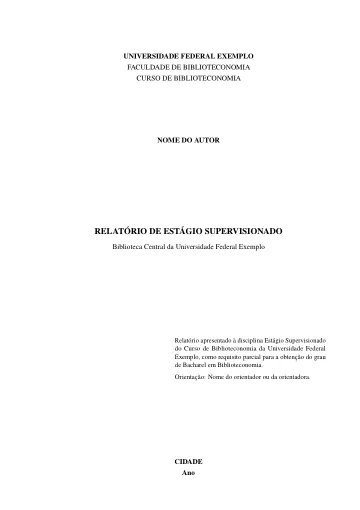 UNIVERSIDADE FEDERAL EXEMPLO
FACULDADE DE BIBLIOTECONOMIA
CURSO DE BIBLIOTECONOMIA
NOME DO AUTOR
RELATÓRIO DE ESTÁGIO SUPERVISIONADO
Biblioteca Central da Universidade Federal Exemplo
Relatório apresentado à disciplina Estágio Supervisionado
do Curso de Biblioteconomia da Universidade Federal
Exemplo, como requisito parcial para a obtenção do grau
de Bacharel em Biblioteconomia.
Orientação: Nome do orientador ou da orientadora.
CIDADE
Ano